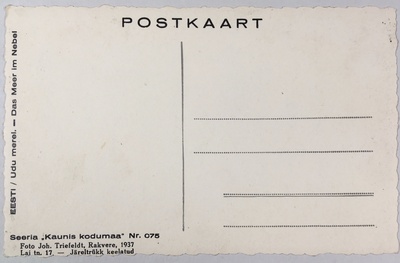 POSTKAART
EESTI / Udu merel. — Das Meer im Nebel
Seeria „Kaunis kodumaa" Nr. 075
Foto Joh. Triefeldt, Rakvere, 1937
Lai tn. 17. — Järeltrükk keelatud